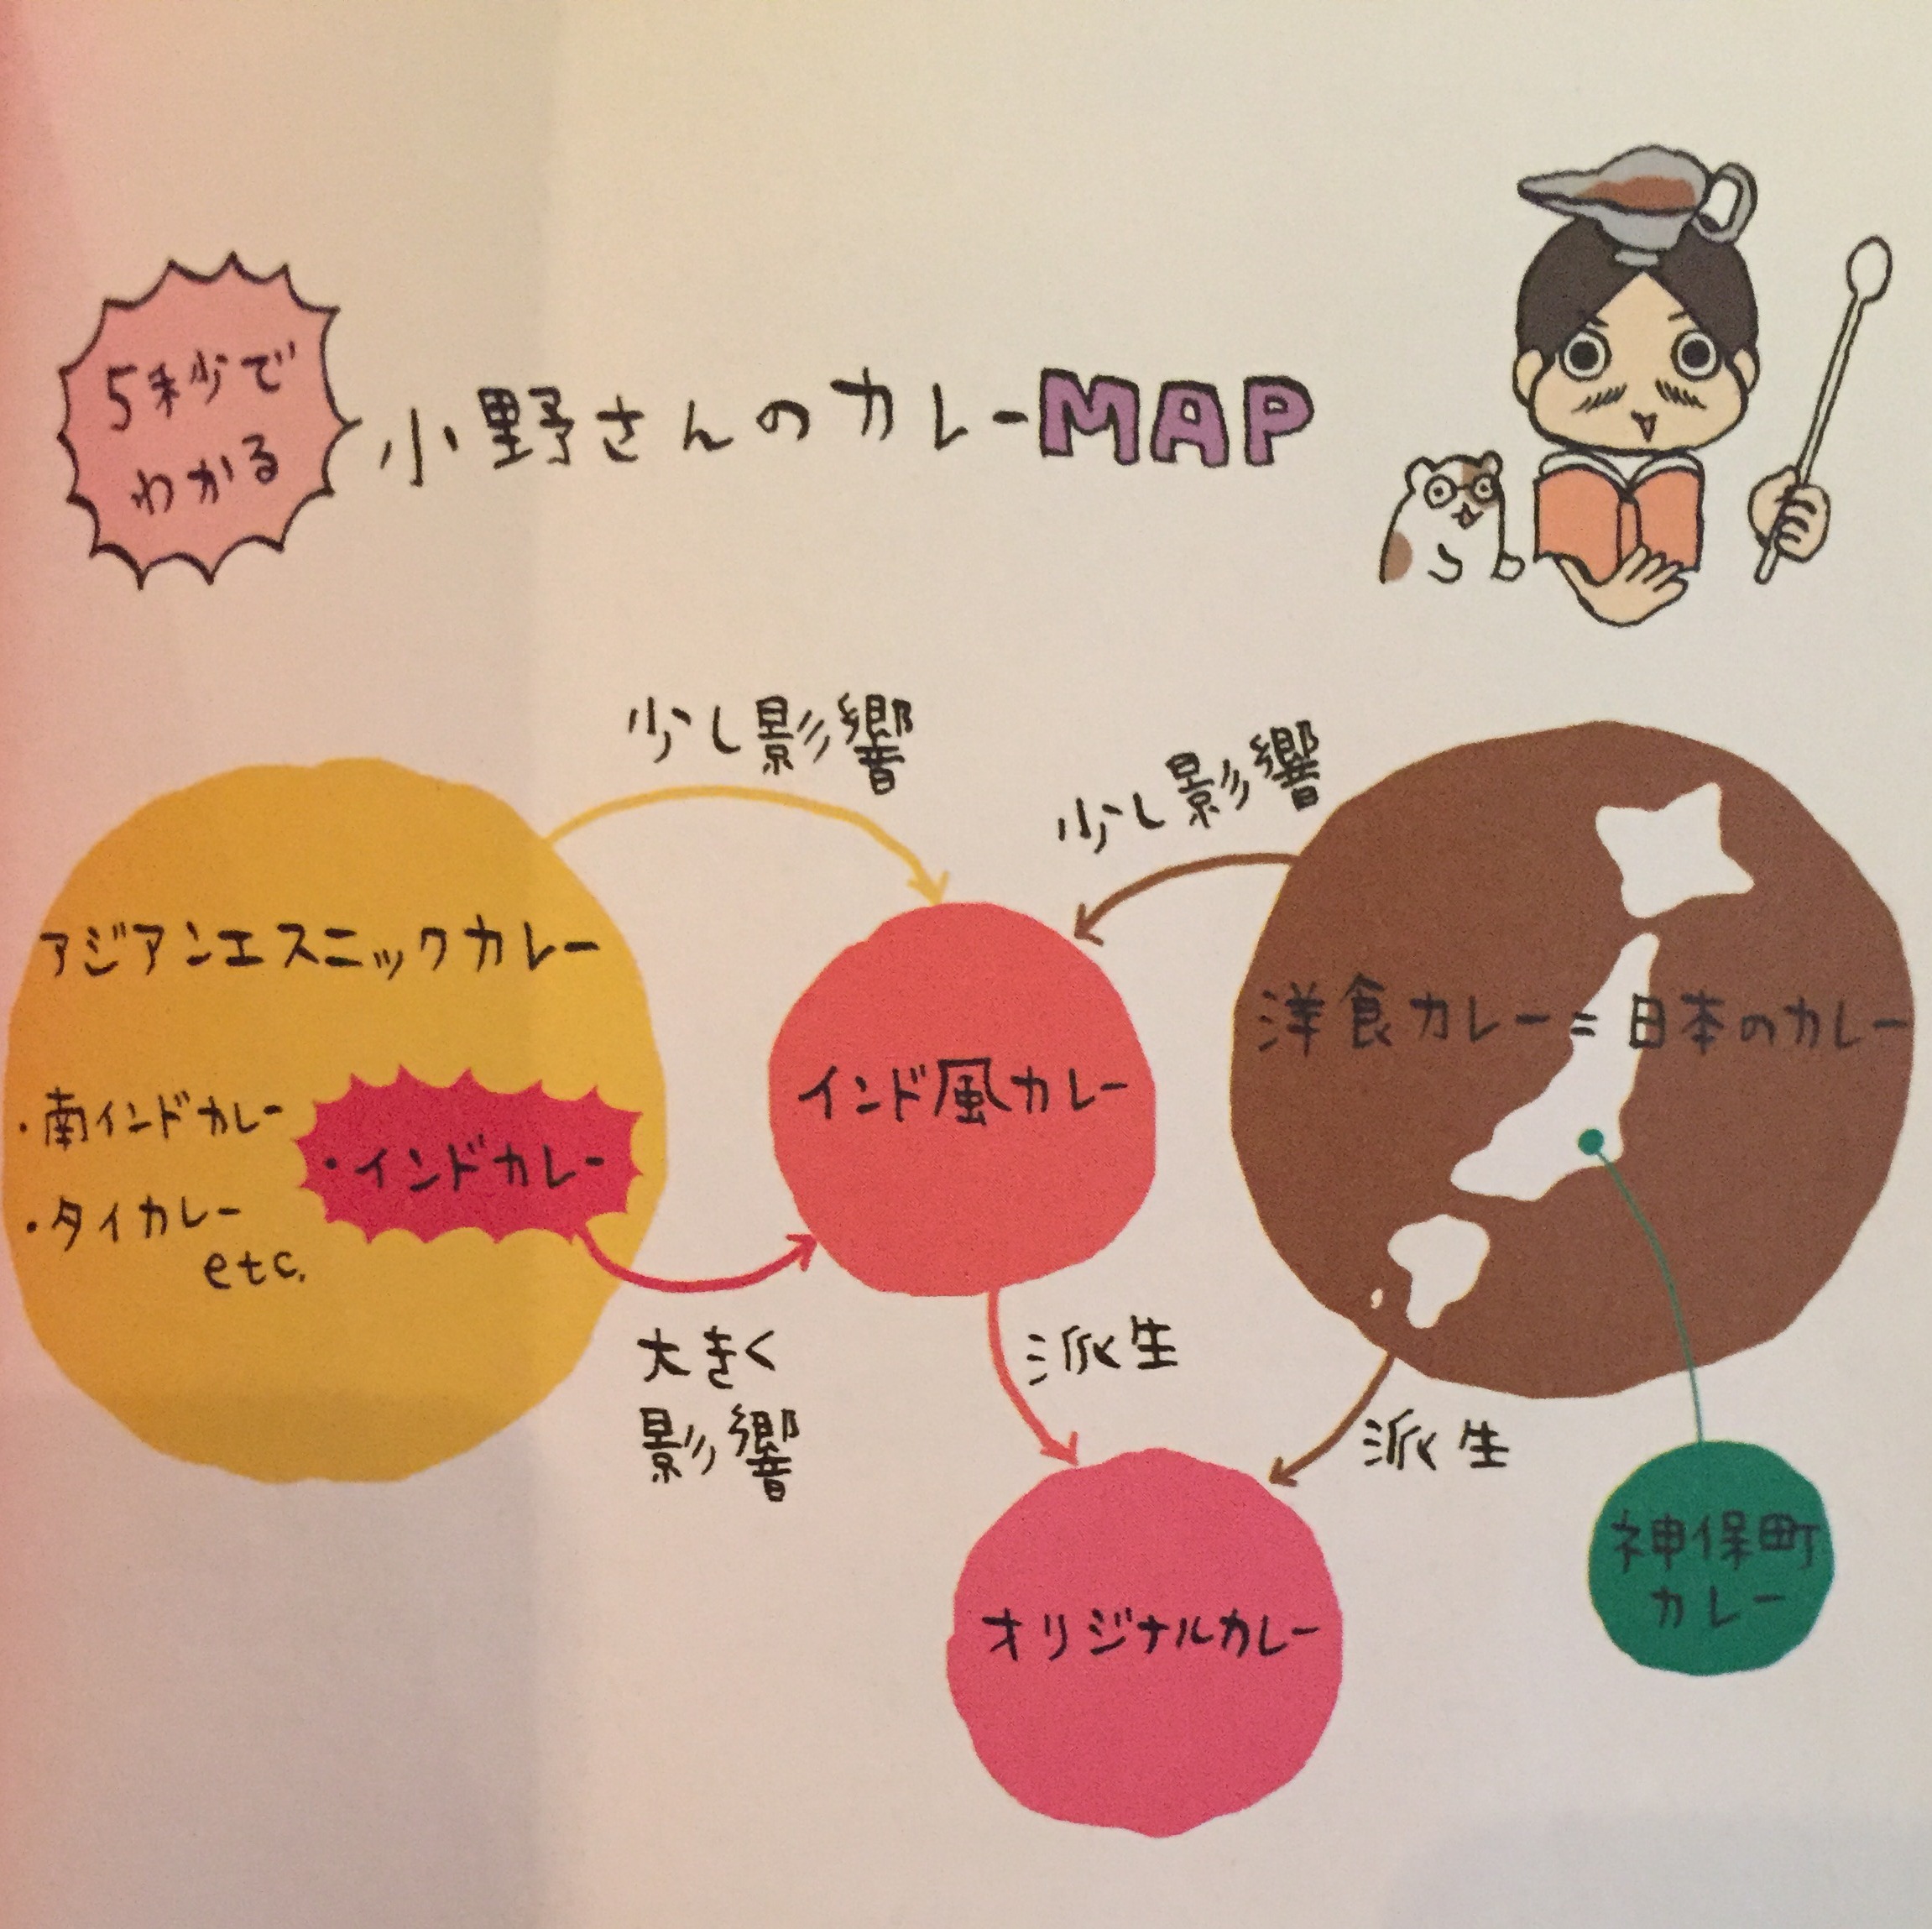 5秒で
わかる
小野さんのカレーMAP
少し影響
少し影響
アジアンエスニックカレー
・南インドカレー
・インドカレー
・タイカレー
etc.
インド風カレー
洋食カレー=日本のカレー
大きく
影響
派生
派生
オリジナルカレー
神保町
カレー